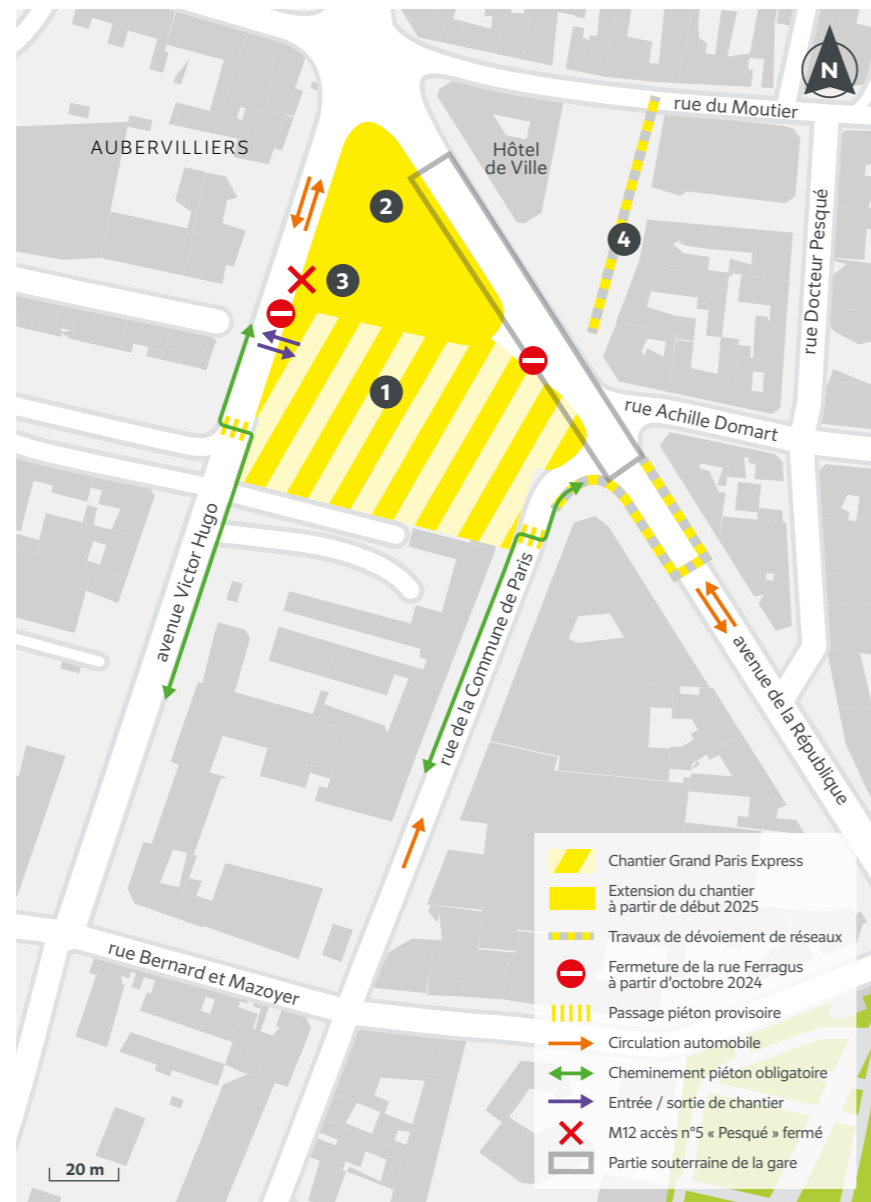 N
rue du Moutier
AUBERVILLIERS
Hôtel
de Ville
rue Docteur Pesqué
2
4
3
1
rue Achille Domart
avenue Victor Hugo
rue de la Commune de Paris
avenue de la République
rue Bernard et Mazoyer
Chantier Grand Paris Express
Extension du chantier
à partir de début 2025
Travaux de dévoiement de réseaux
Fermeture de la rue Ferragus
à partir d'octobre 2024
Passage piéton provisoire
Circulation automobile
Cheminement piéton obligatoire
Entrée / sortie de chantier
M12 accès n°5 « Pesqué » fermé
Partie souterraine de la gare
20 m